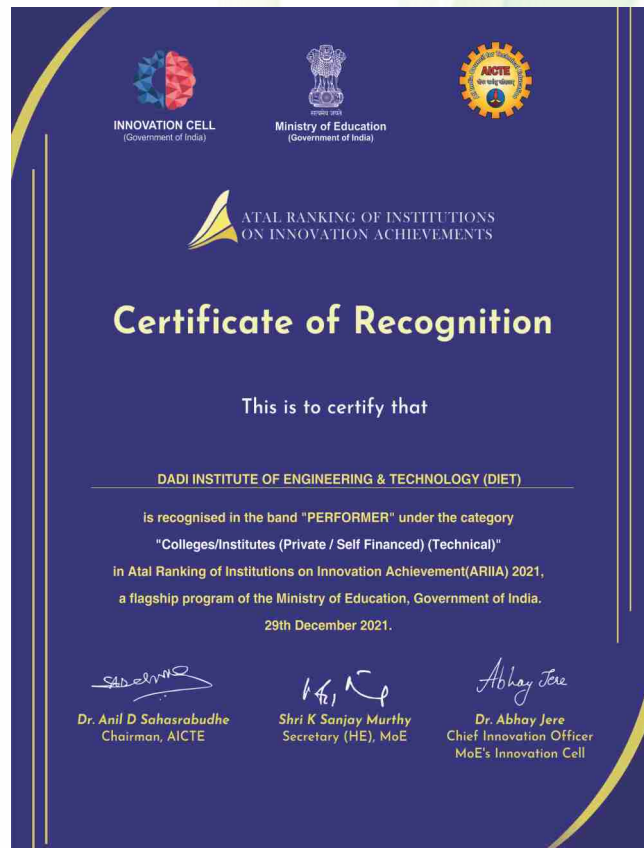 INNOVATION CELL
(Government of India)
सत्यमेव जयते
Ministry of Education
(Government of India)
AICTE
ATAL RANKING OF INSTITUTIONS
ON INNOVATION ACHIEVEMENTS
Certificate of Recognition
This is to certify that
DADI INSTITUTE OF ENGINEERING & TECHNOLOGY (DIET)
is recognised in the band "PERFORMER" under the category
"Colleges/Institutes (Private / Self Financed) (Technical)"
in Atal Ranking of Institutions on Innovation Achievement(ARIIA) 2021,
a flagship program of the Ministry of Education, Government of India.
29th December 2021.
Abhay Jere
Dr. Anil D Sahasrabudhe
Chairman, AICTE
Shri K Sanjay Murthy
Secretary (HE), MoE
Dr. Abhay Jere
Chief Innovation Officer
MoE's Innovation Cell